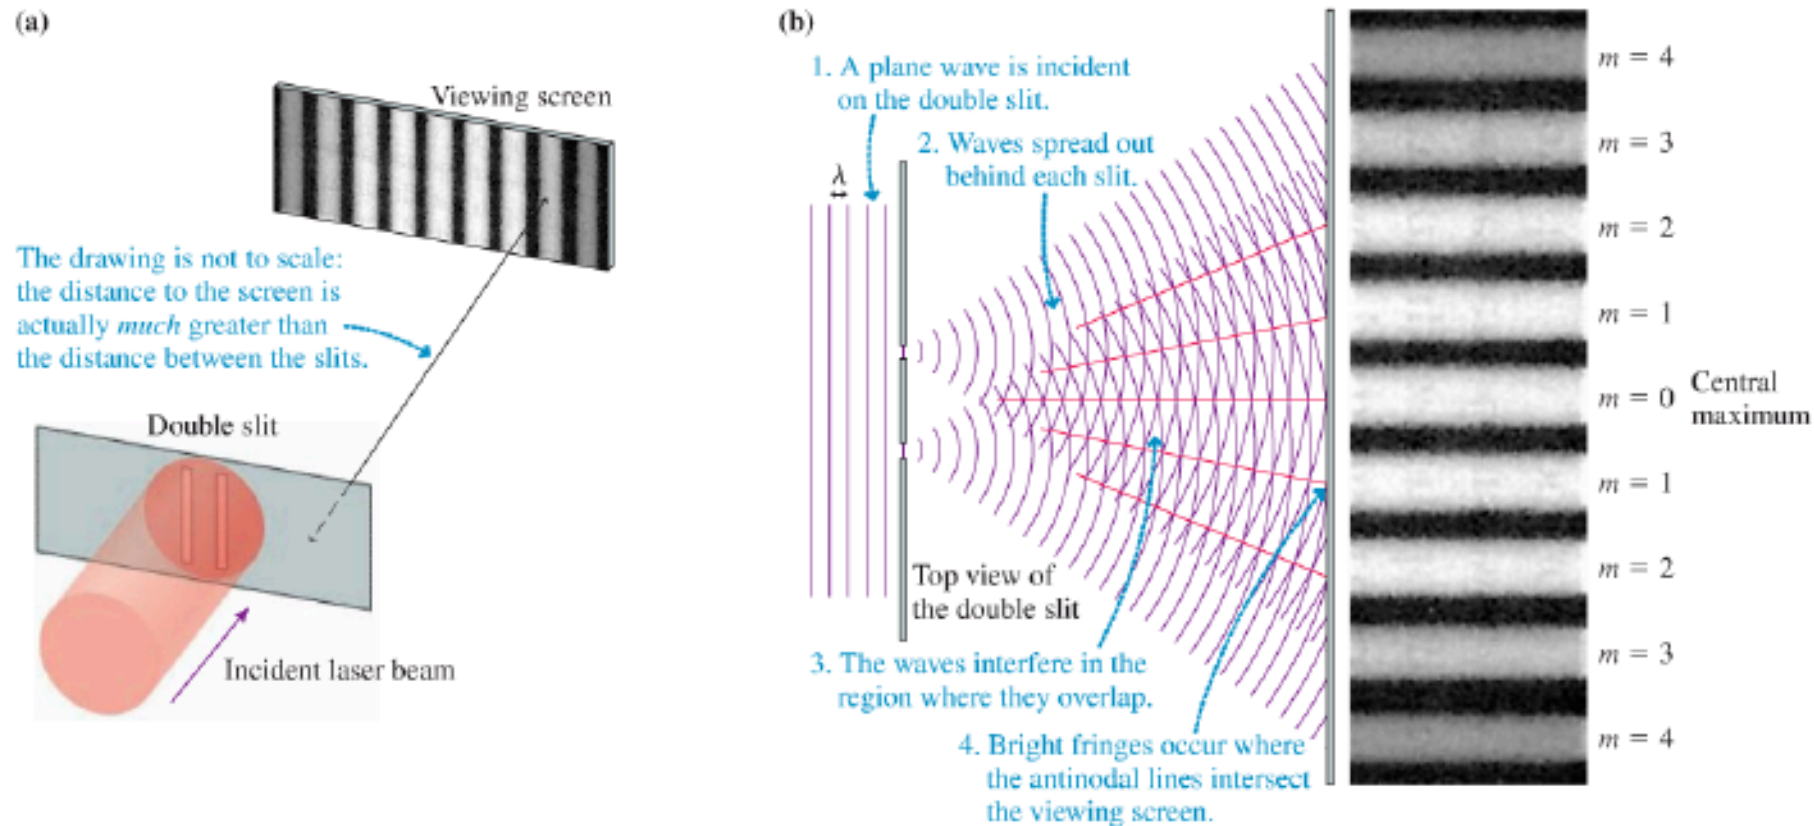 (a)
Viewing screen
The drawing is not to scale:
the distance to the screen is
actually much greater than
the distance between the slits.
Double slit
Incident laser beam
(b)
1. A plane wave is incident
on the double slit.
2. Waves spread out
behind each slit.
λ
Top view of
the double slit
3. The waves interfere in the
region where they overlap.
4. Bright fringes occur where
the antinodal lines intersect
the viewing screen.
m = 4
m = 3
m = 2
m = 1
m = 0 Central
maximum
m = 1
m = 2
m = 3
m = 4